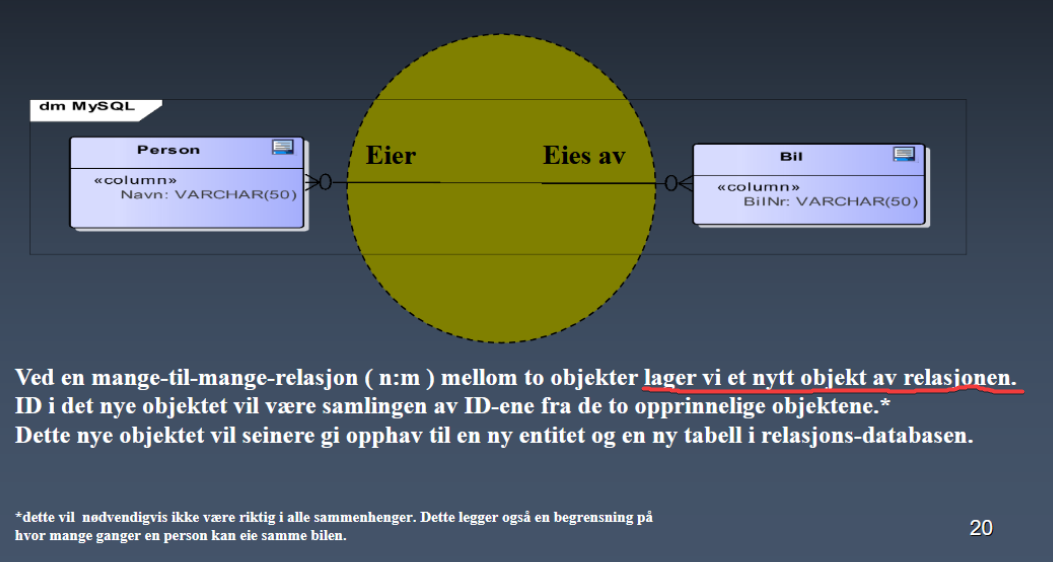 dm MySQL
Person
«column»
Navn: VARCHAR(50)
Eier
Eies av
Bil
«column»
BilNr: VARCHAR(50)
Ved en mange-til-mange-relasjon ( n:m ) mellom to objekter lager vi et nytt objekt av relasjonen.
ID i det nye objektet vil være samlingen av ID-ene fra de to opprinnelige objektene.*
Dette nye objektet vil seinere gi opphav til en ny entitet og en ny tabell i relasjons-databasen.
*dette vil nødvendigvis ikke være riktig i alle sammenhenger. Dette legger også en begrensning på
hvor mange ganger en person kan eie samme bilen.
20